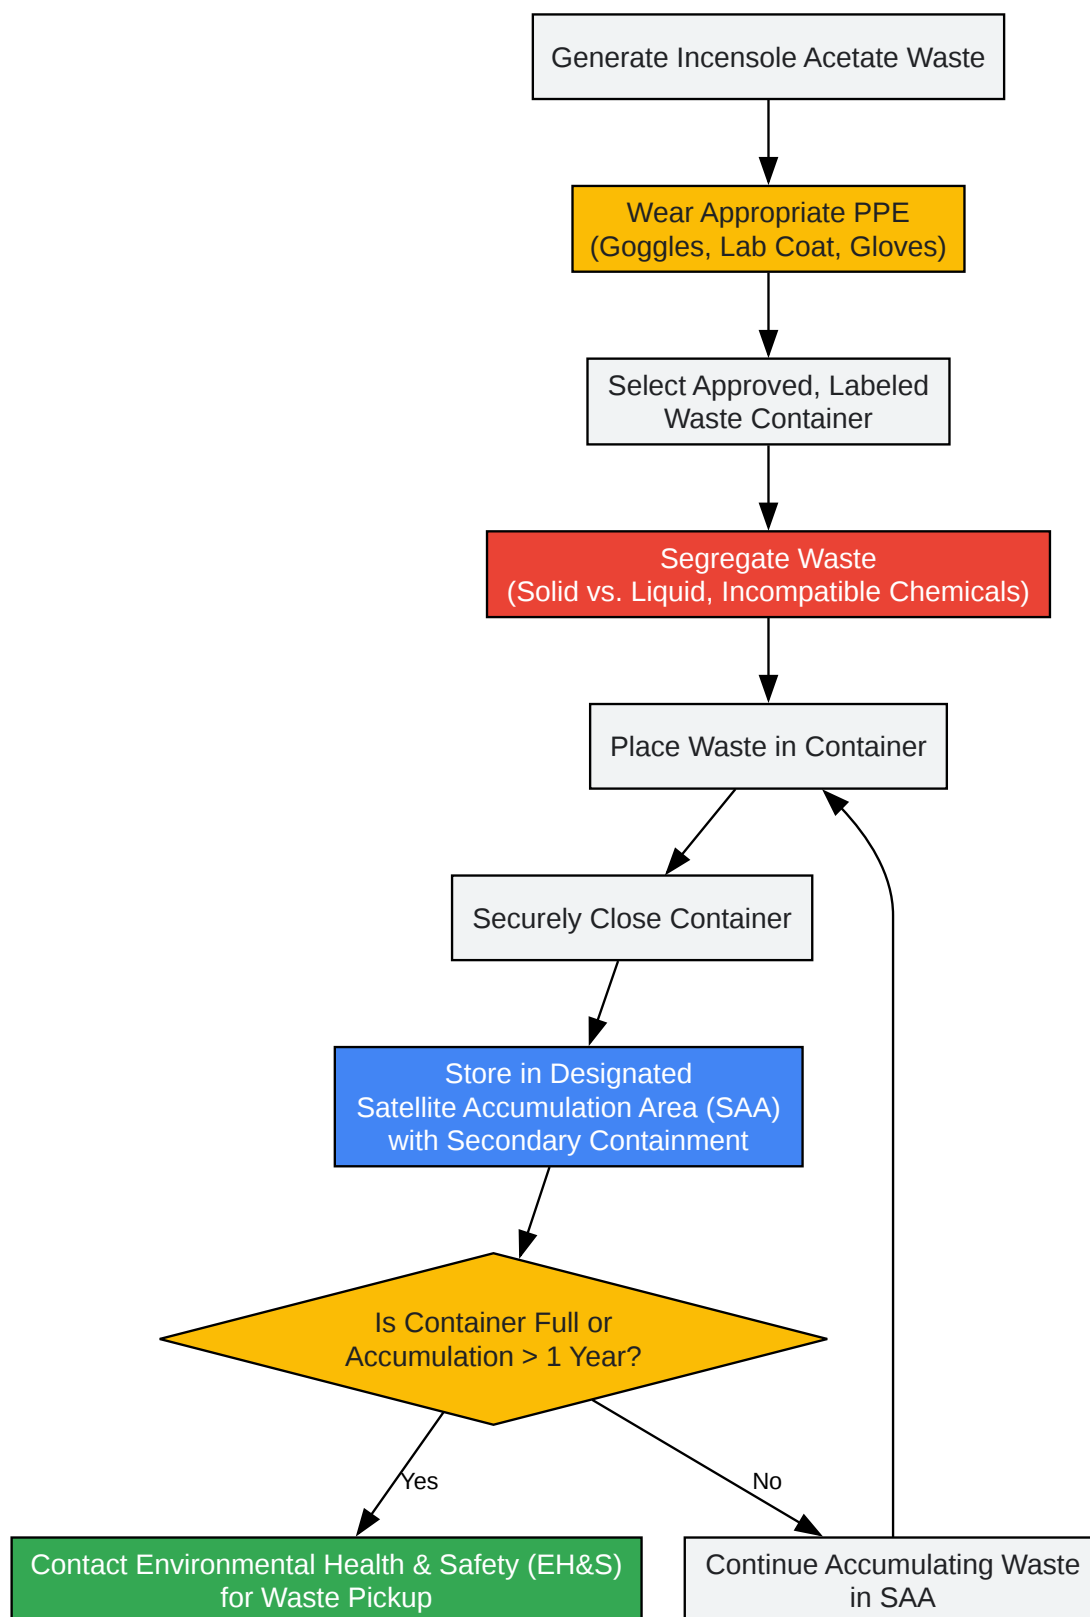 Generate Incensole Acetate Waste
Wear Appropriate PPE
(Goggles, Lab Coat, Gloves)
Select Approved, Labeled
Waste Container
Segregate Waste
(Solid vs. Liquid, Incompatible Chemicals)
Place Waste in Container
Securely Close Container
Store in Designated
Satellite Accumulation Area (SAA)
with Secondary Containment
Is Container Full or
Accumulation > 1 Year?
Yes
No
Contact Environmental Health & Safety (EH&S)
for Waste Pickup
Continue Accumulating Waste
in SAA